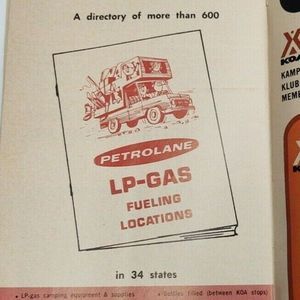 A directory of more than 600
PETROLANE
LP-GAS
FUELING
LOCATIONS
in 34 states
• LP-gas camping equipment & supplies
• Bottles filled (between KOA stops)
KOA
KAMP
KLUB
MEMB